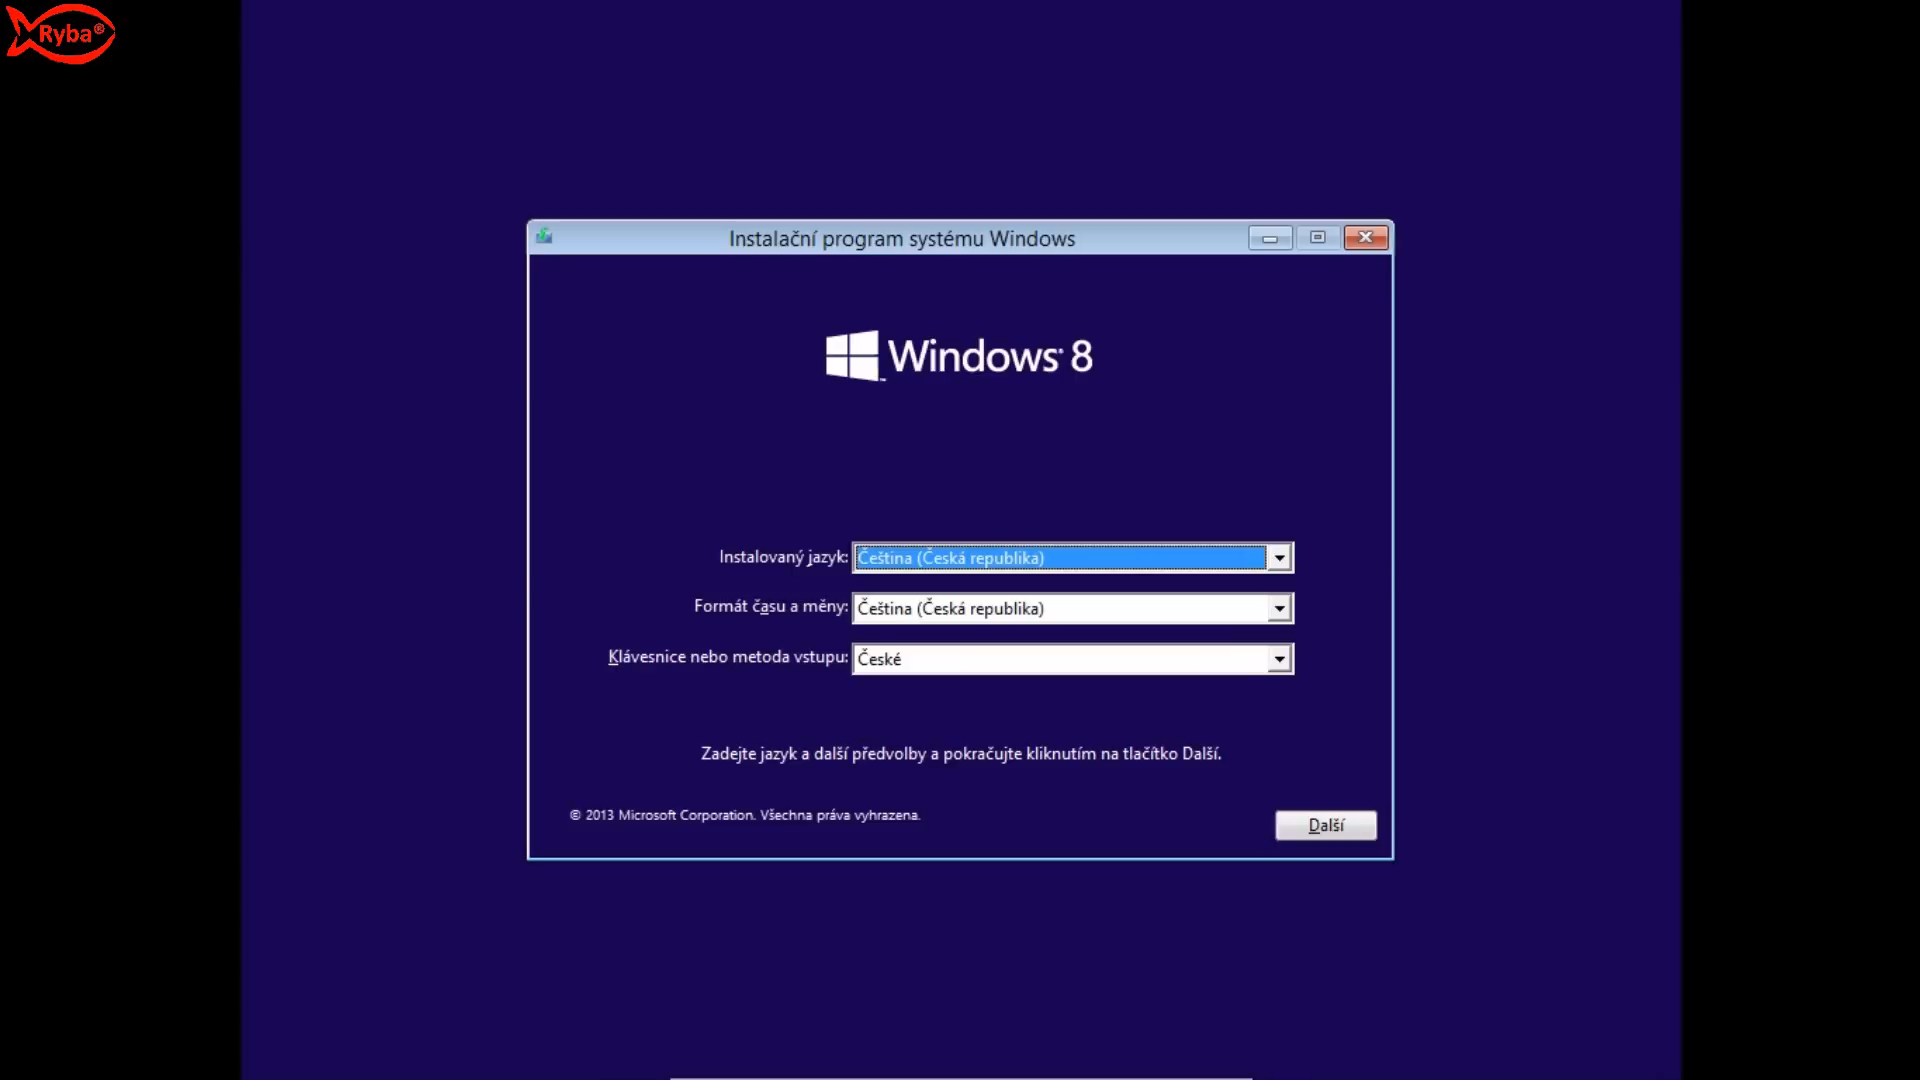 Ryba®
Instalační program systému Windows
Windows® 8
Instalovaný jazyk: Čeština (Česká republika)
Formát času a měny: Čeština (Česká republika)
Klávesnice nebo metoda vstupu: České
Zadejte jazyk a další předvolby a pokračujte kliknutím na tlačítko Další.
© 2013 Microsoft Corporation. Všechna práva vyhrazena.
Další